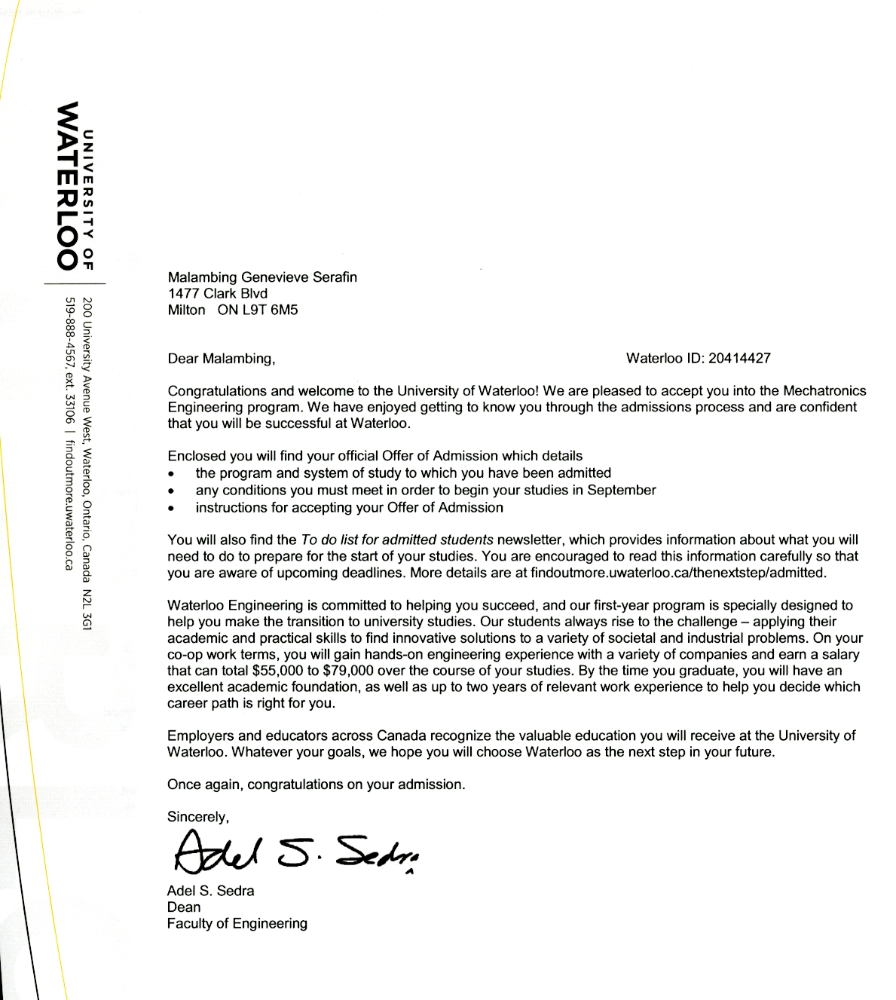 UNIVERSITY OF
WATERLOO
200 University Avenue West, Waterloo, Ontario, Canada N2L 3G1
519-888-4567, ext. 33106 | findoutmore.uwaterloo.ca
Malambing Genevieve Serafin
1477 Clark Blvd
Milton ON L9T 6M5
Dear Malambing, Waterloo ID: 20414427
Congratulations and welcome to the University of Waterloo! We are pleased to accept you into the Mechatronics
Engineering program. We have enjoyed getting to know you through the admissions process and are confident
that you will be successful at Waterloo.
Enclosed you will find your official Offer of Admission which details
• the program and system of study to which you have been admitted
• any conditions you must meet in order to begin your studies in September
• instructions for accepting your Offer of Admission
You will also find the To do list for admitted students newsletter, which provides information about what you will
need to do to prepare for the start of your studies. You are encouraged to read this information carefully so that
you are aware of upcoming deadlines. More details are at findoutmore.uwaterloo.ca/thenextstep/admitted.
Waterloo Engineering is committed to helping you succeed, and our first-year program is specially designed to
help you make the transition to university studies. Our students always rise to the challenge – applying their
academic and practical skills to find innovative solutions to a variety of societal and industrial problems. On your
co-op work terms, you will gain hands-on engineering experience with a variety of companies and earn a salary
that can total $55,000 to $79,000 over the course of your studies. By the time you graduate, you will have an
excellent academic foundation, as well as up to two years of relevant work experience to help you decide which
career path is right for you.
Employers and educators across Canada recognize the valuable education you will receive at the University of
Waterloo. Whatever your goals, we hope you will choose Waterloo as the next step in your future.
Once again, congratulations on your admission.
Sincerely,
Adel S. Sedra
Adel S. Sedra
Dean
Faculty of Engineering